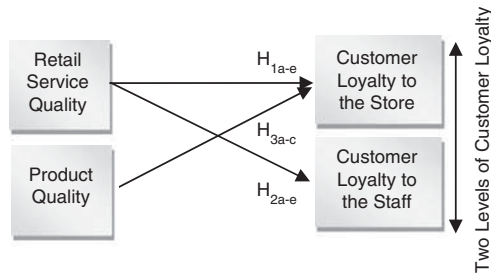 Retail
Service
Quality
Product
Quality
H1a-e
H3a-c
H2a-e
Customer
Loyalty to
the Store
Customer
Loyalty to
the Staff
Two Levels of Customer Loyalty